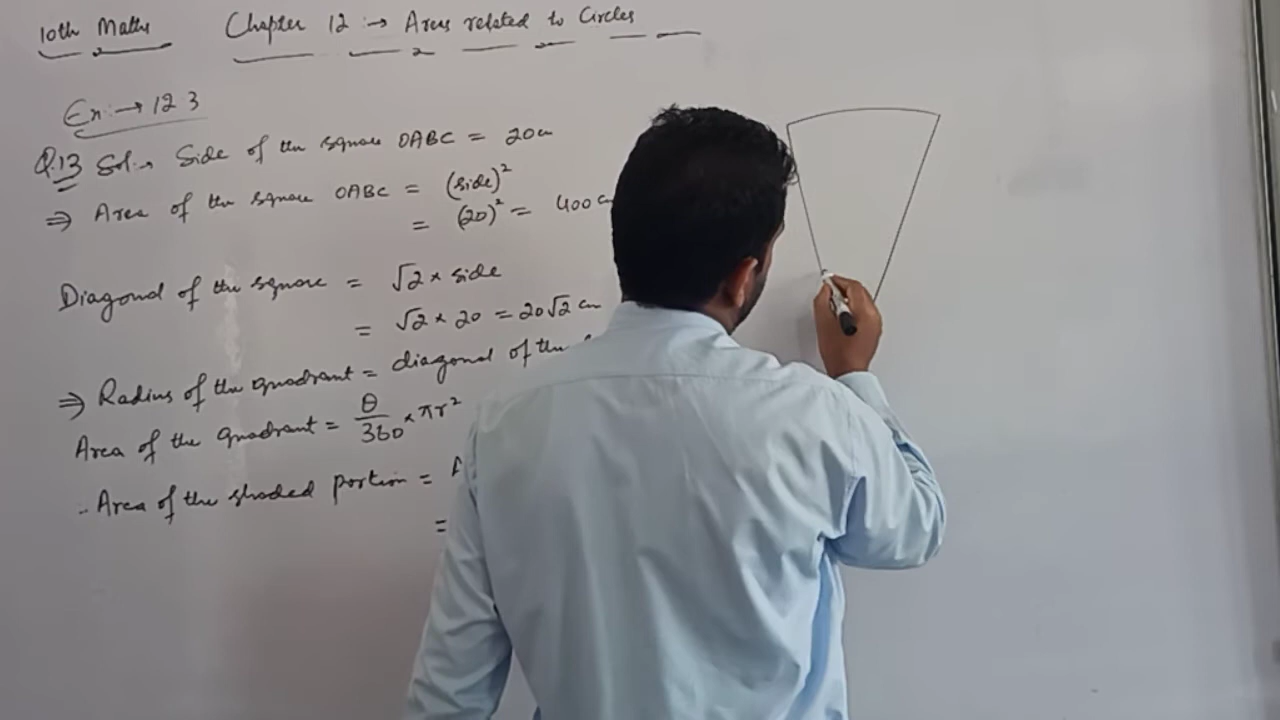 10th Maths Chapter 12 :→ Areas related to Circles
Ex:→ 12.3
Q.13 Sol:→ Side of the square OABC = 20cm
⇒ Area of the square OABC = (side)²
= (20)² = 400 c
Diagonal of the square = √2 × side
= √2 × 20 = 20√2 cm
⇒ Radius of the quadrant = diagonal of the
Area of the quadrant = θ/360 × πr²
∴ Area of the shaded portion =
=